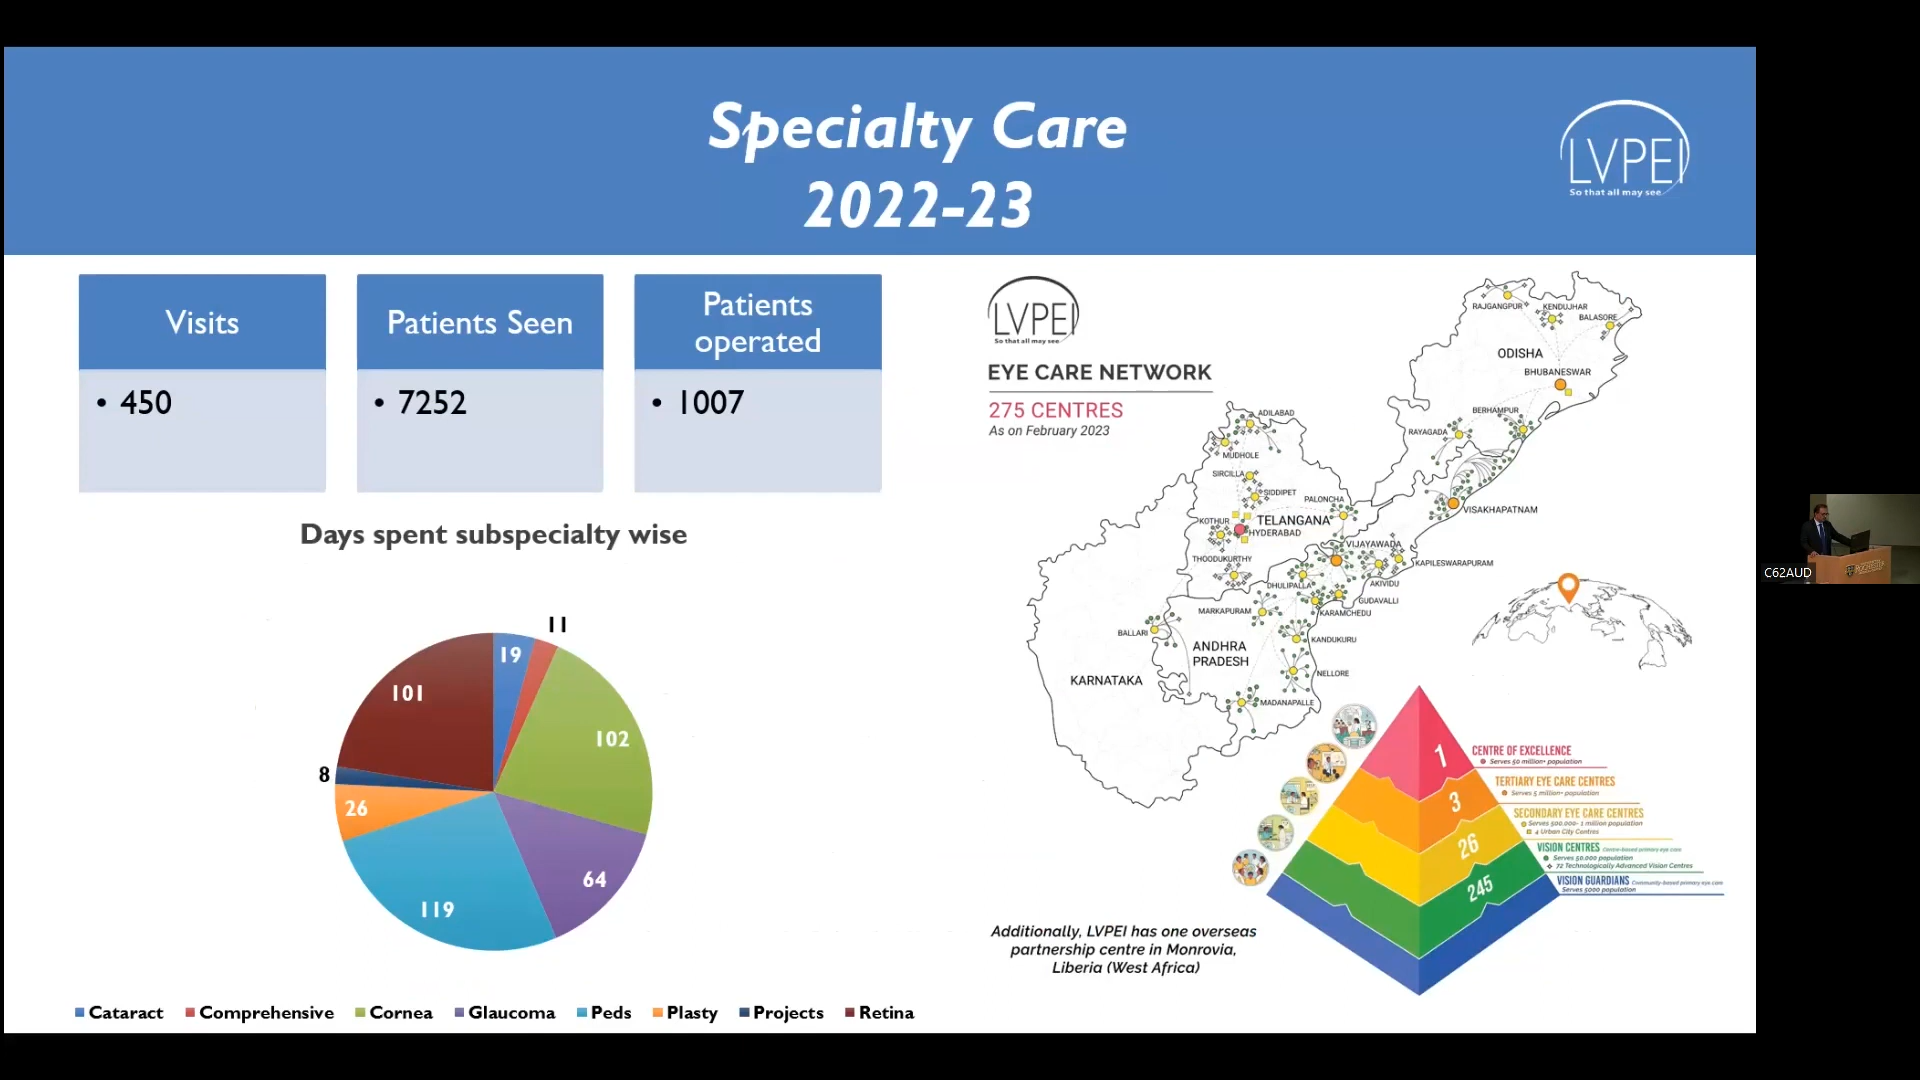 Specialty Care
2022-23
LVPEI
So that all may see
Visits
• 450
Patients Seen
• 7252
Patients
operated
• 1007
Days spent subspecialty wise
19
11
102
64
119
26
8
101
Cataract
Comprehensive
Cornea
Glaucoma
Peds
Plasty
Projects
Retina
LVPEI
So that all may see
EYE CARE NETWORK
275 CENTRES
As on February 2023
RAJGANGPUR
KENDUJHAR
BALASORE
ODISHA
BHUBANESWAR
BERHAMPUR
RAYAGADA
ADILABAD
MUDHOLE
SIRCILLA
SIDDIPET
PALONCHA
VISAKHAPATNAM
KOTHUR
TELANGANA
HYDERABAD
VIJAYAWADA
THOODUKURTHY
KAPILESWARAPURAM
DHULIPALLA
AKIVIDU
GUDAVALLI
MARKAPURAM
KARAMCHEDU
BALLARI
KANDUKURU
ANDHRA
PRADESH
NELLORE
KARNATAKA
MADANAPALLE
1
CENTRE OF EXCELLENCE
Serves 50 million+ population
3
TERTIARY EYE CARE CENTRES
Serves 5 million+ population
26
SECONDARY EYE CARE CENTRES
Serves 500,000- 1 million population
4 Urban City Centres
245
VISION CENTRES Centre-based primary eye care
Serves 50,000 population
72 Technologically Advanced Vision Centres
VISION GUARDIANS Community-based primary eye care
Serves 5000 population
Additionally, LVPEI has one overseas
partnership centre in Monrovia,
Liberia (West Africa)
C62AUD